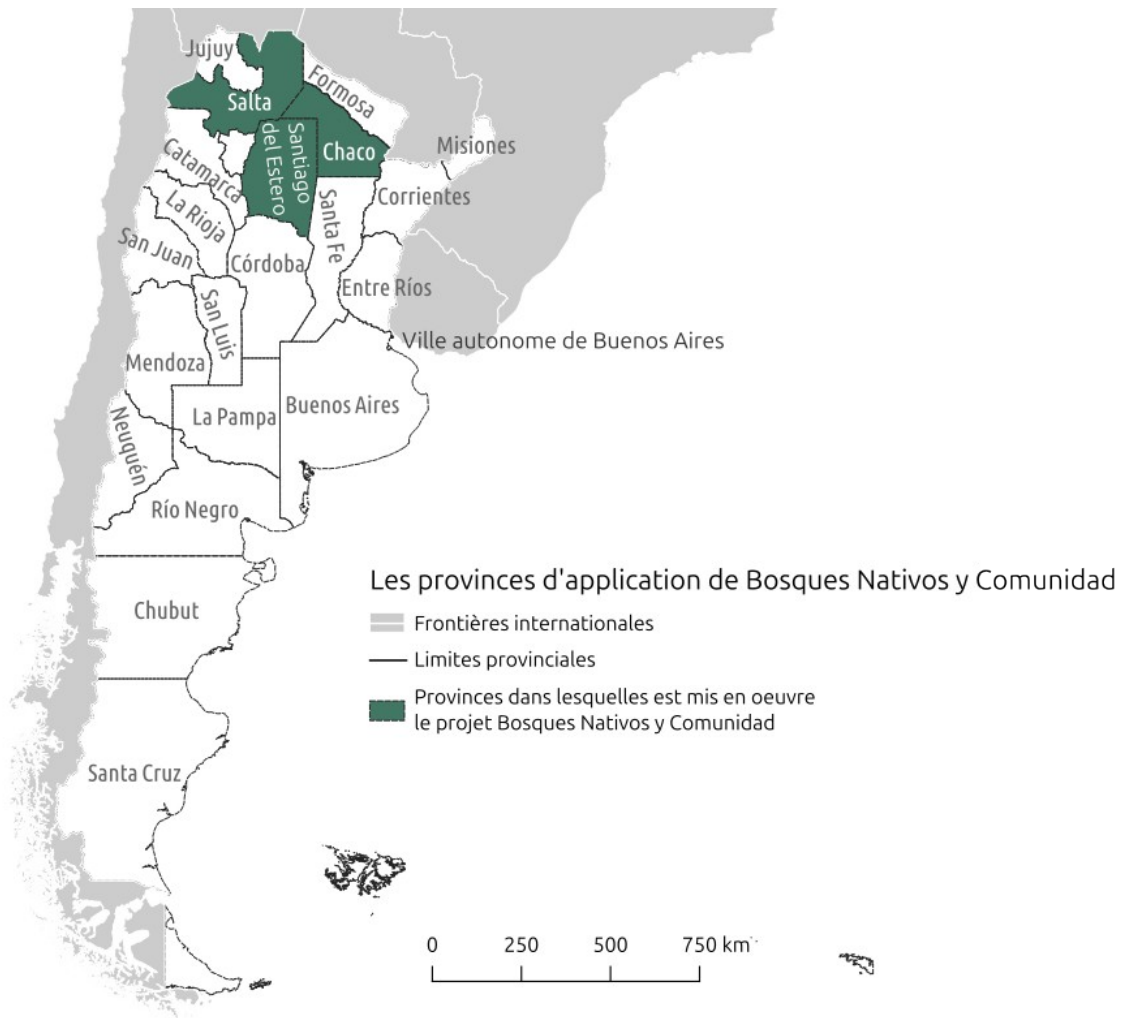 Jujuy
Formosa
Salta
Santiago
del Estero
Chaco
Misiones
Catamarca
Corrientes
La Rioja
Santa Fe
San Juan
Córdoba
Entre Ríos
San Luis
Ville autonome de Buenos Aires
Mendoza
La Pampa
Buenos Aires
Neuquén
Río Negro
Chubut
Santa Cruz
Les provinces d'application de Bosques Nativos y Comunidad
Frontières internationales
Limites provinciales
Provinces dans lesquelles est mis en oeuvre
le projet Bosques Nativos y Comunidad
0 250 500 750 km